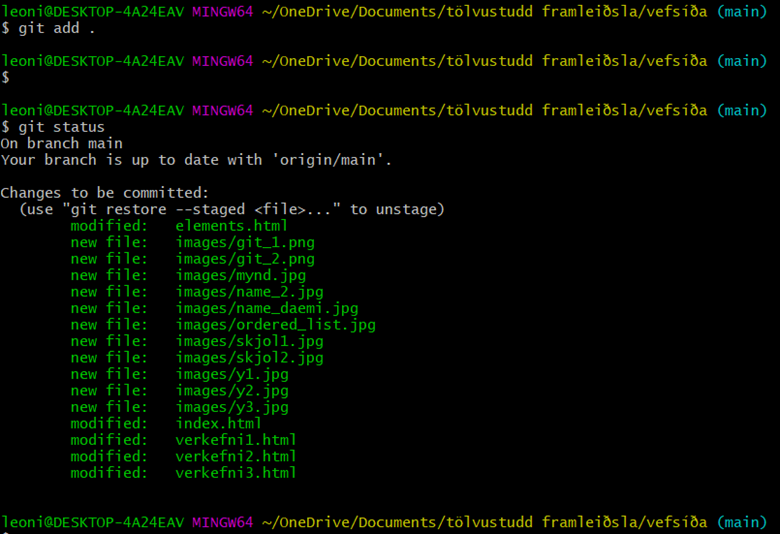 leoni@DESKTOP-4A24EAV MINGW64 ~/OneDrive/Documents/tölvustudd framleiðsla/vefsíða (main)
$ git add .
leoni@DESKTOP-4A24EAV MINGW64 ~/OneDrive/Documents/tölvustudd framleiðsla/vefsíða (main)
$
leoni@DESKTOP-4A24EAV MINGW64 ~/OneDrive/Documents/tölvustudd framleiðsla/vefsíða (main)
$ git status
On branch main
Your branch is up to date with 'origin/main'.
Changes to be committed:
  (use "git restore --staged <file>..." to unstage)
        modified:   elements.html
        new file:   images/git_1.png
        new file:   images/git_2.png
        new file:   images/mynd.jpg
        new file:   images/name_2.jpg
        new file:   images/name_daemi.jpg
        new file:   images/ordered_list.jpg
        new file:   images/skjol1.jpg
        new file:   images/skjol2.jpg
        new file:   images/y1.jpg
        new file:   images/y2.jpg
        new file:   images/y3.jpg
        modified:   index.html
        modified:   verkefni1.html
        modified:   verkefni2.html
        modified:   verkefni3.html
leoni@DESKTOP-4A24EAV MINGW64 ~/OneDrive/Documents/tölvustudd framleiðsla/vefsíða (main)